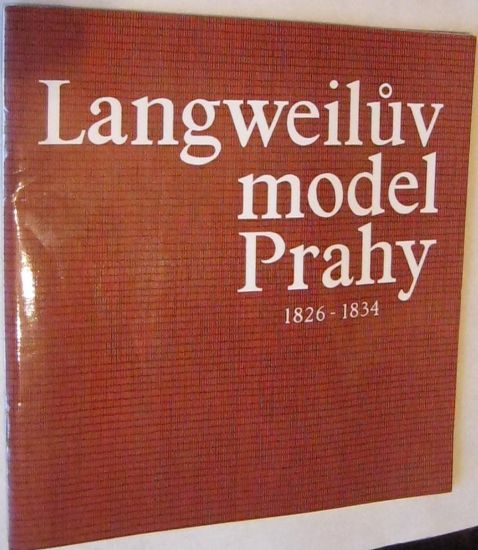 Langweilův
model
Prahy
1826 - 1834